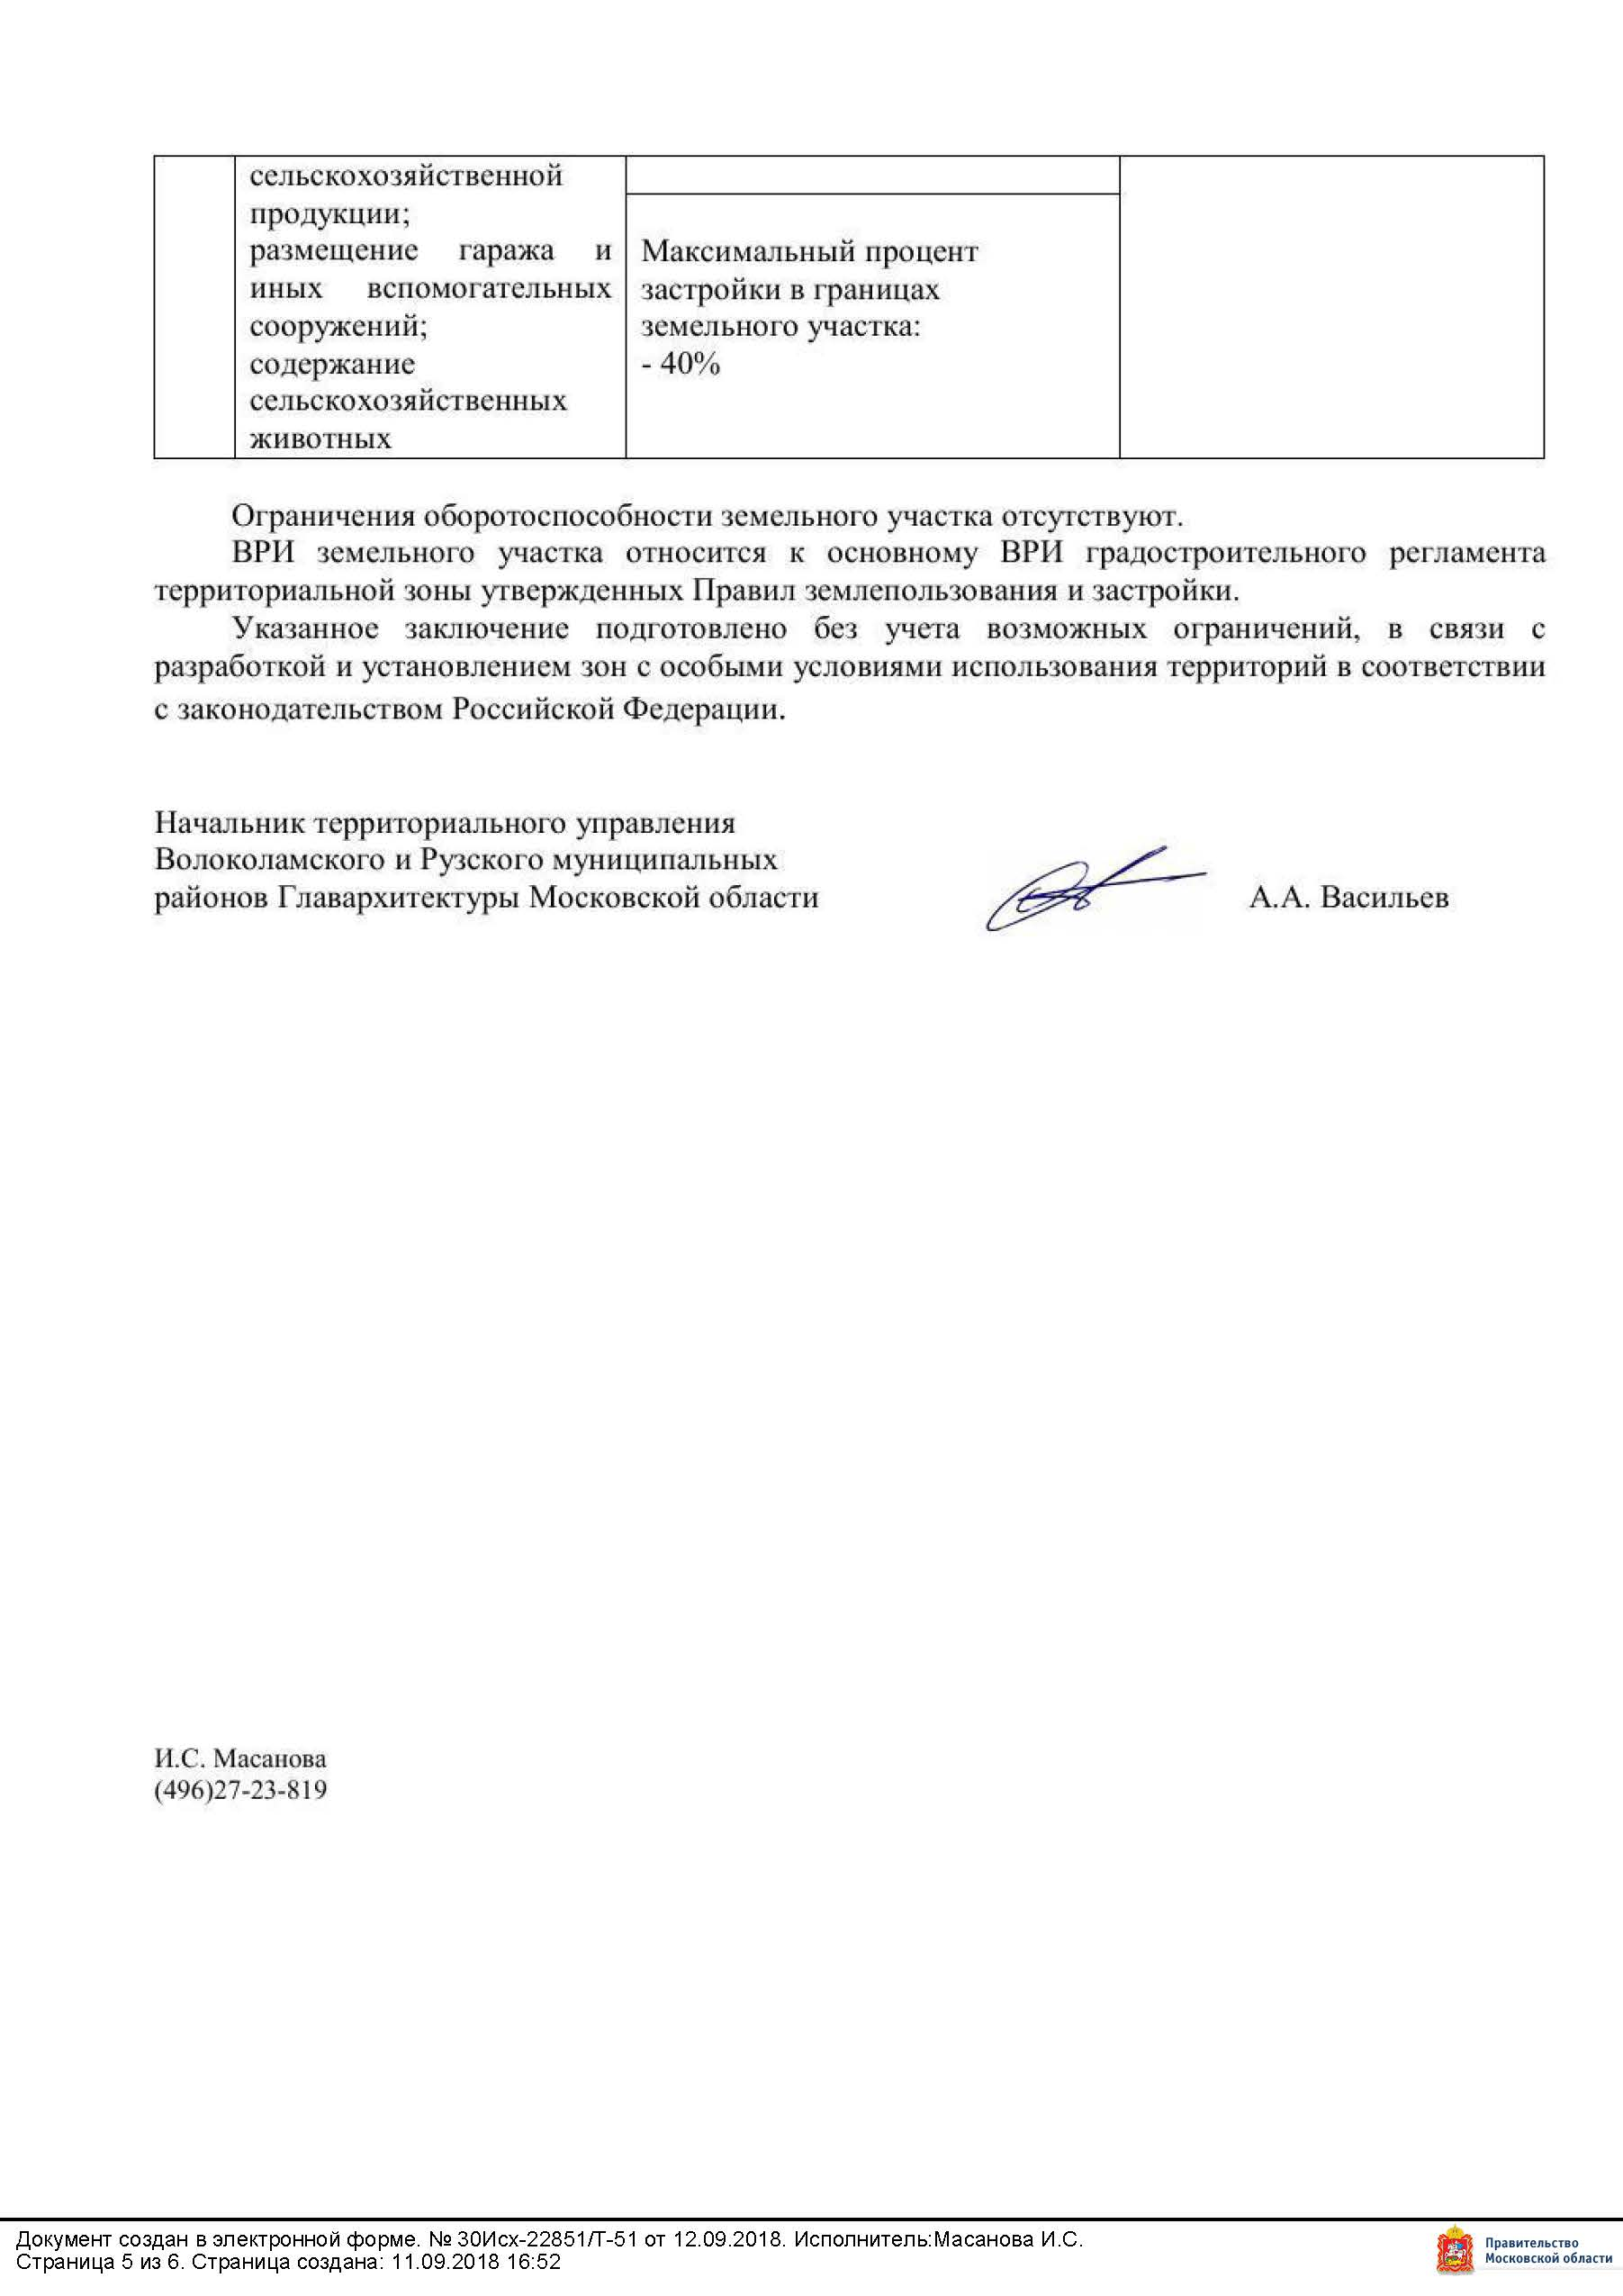 сельскохозяйственной
продукции;
размещение гаража и
иных вспомогательных
сооружений;
содержание
сельскохозяйственных
животных
Максимальный процент
застройки в границах
земельного участка:
- 40%
Ограничения оборотоспособности земельного участка отсутствуют.
ВРИ земельного участка относится к основному ВРИ градостроительного регламента
территориальной зоны утвержденных Правил землепользования и застройки.
Указанное заключение подготовлено без учета возможных ограничений, в связи с
разработкой и установлением зон с особыми условиями использования территорий в соответствии
с законодательством Российской Федерации.
Начальник территориального управления
Волоколамского и Рузского муниципальных
районов Главархитектуры Московской области
А.А. Васильев
И.С. Масанова
(496)27-23-819
Документ создан в электронной форме. № 30Исх-22851/Т-51 от 12.09.2018. Исполнитель:Масанова И.С.
Страница 5 из 6. Страница создана: 11.09.2018 16:52
Правительство
Московской области